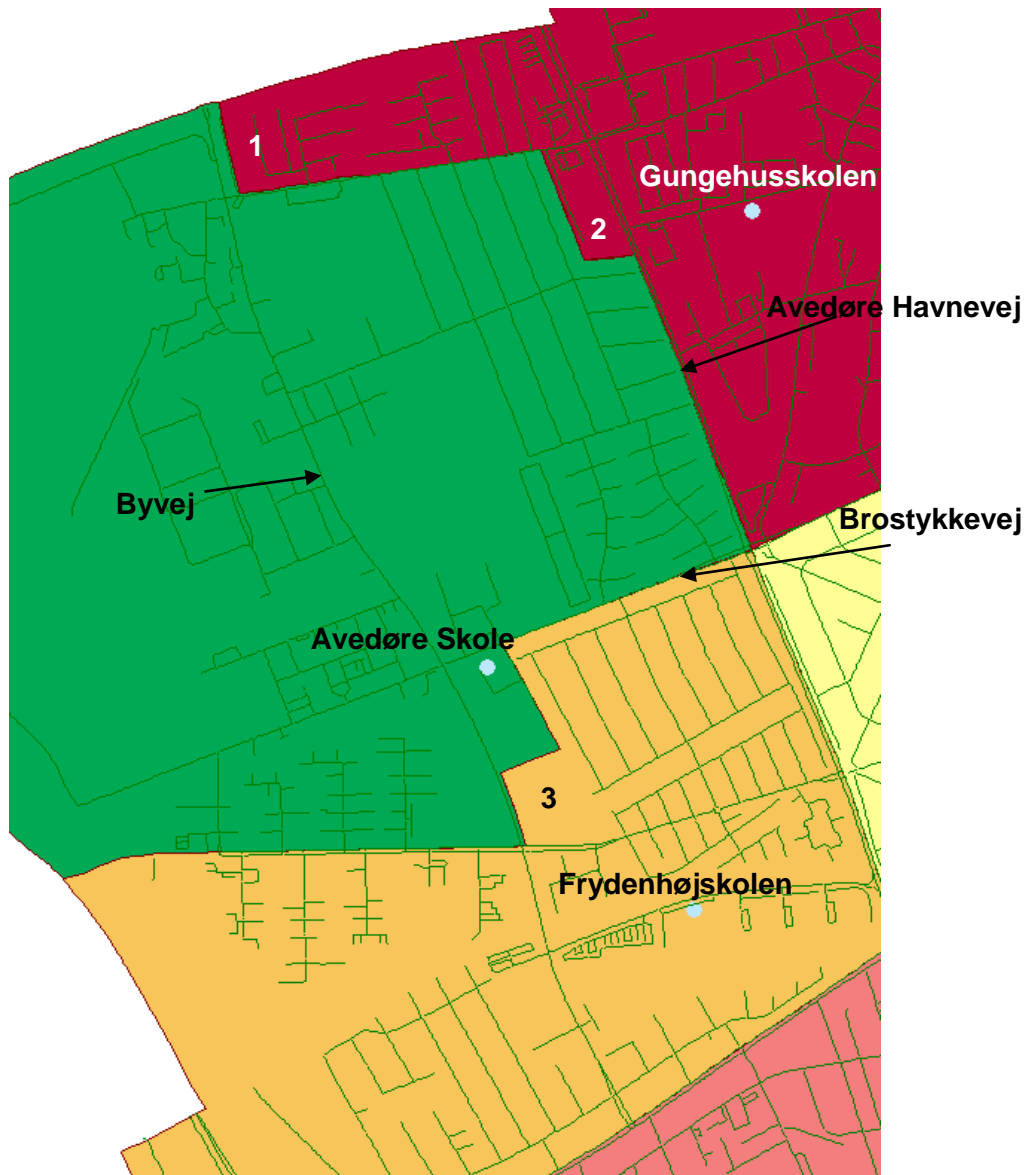 1
Gungehusskolen
2
Avedøre Havnevej
Byvej
Brostykkevej
Avedøre Skole
3
Frydenhøjskolen